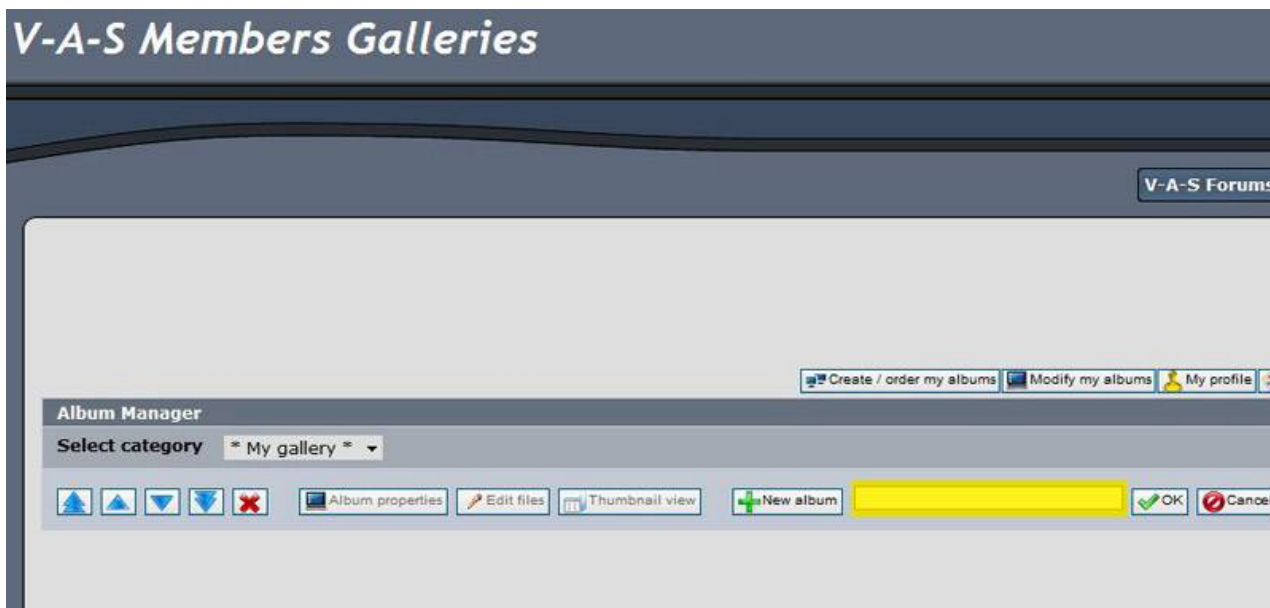 V-A-S Members Galleries
V-A-S Forums
Create / order my albums Modify my albums My profile
Album Manager
Select category * My gallery *
Album properties Edit files Thumbnail view New album OK Cancel